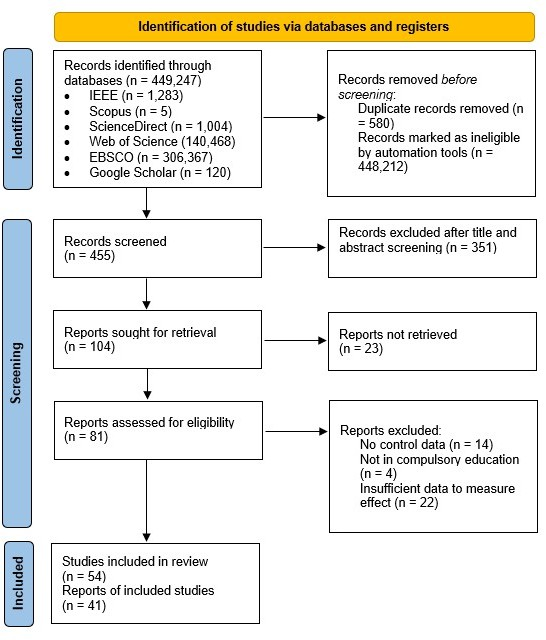 Identification of studies via databases and registers
Identification
Records identified through
databases (n = 449,247)
• IEEE (n = 1,283)
• Scopus (n = 5)
• ScienceDirect (n = 1,004)
• Web of Science (140,468)
• EBSCO (n = 306,367)
• Google Scholar (n = 120)
Records removed before
screening:
Duplicate records removed (n
= 580)
Records marked as ineligible
by automation tools (n =
448,212)
Screening
Records screened
(n = 455)
Records excluded after title and
abstract screening (n = 351)
Reports sought for retrieval
(n = 104)
Reports not retrieved
(n = 23)
Reports assessed for eligibility
(n = 81)
Reports excluded:
No control data (n = 14)
Not in compulsory education
(n = 4)
Insufficient data to measure
effect (n = 22)
Included
Studies included in review
(n = 54)
Reports of included studies
(n = 41)